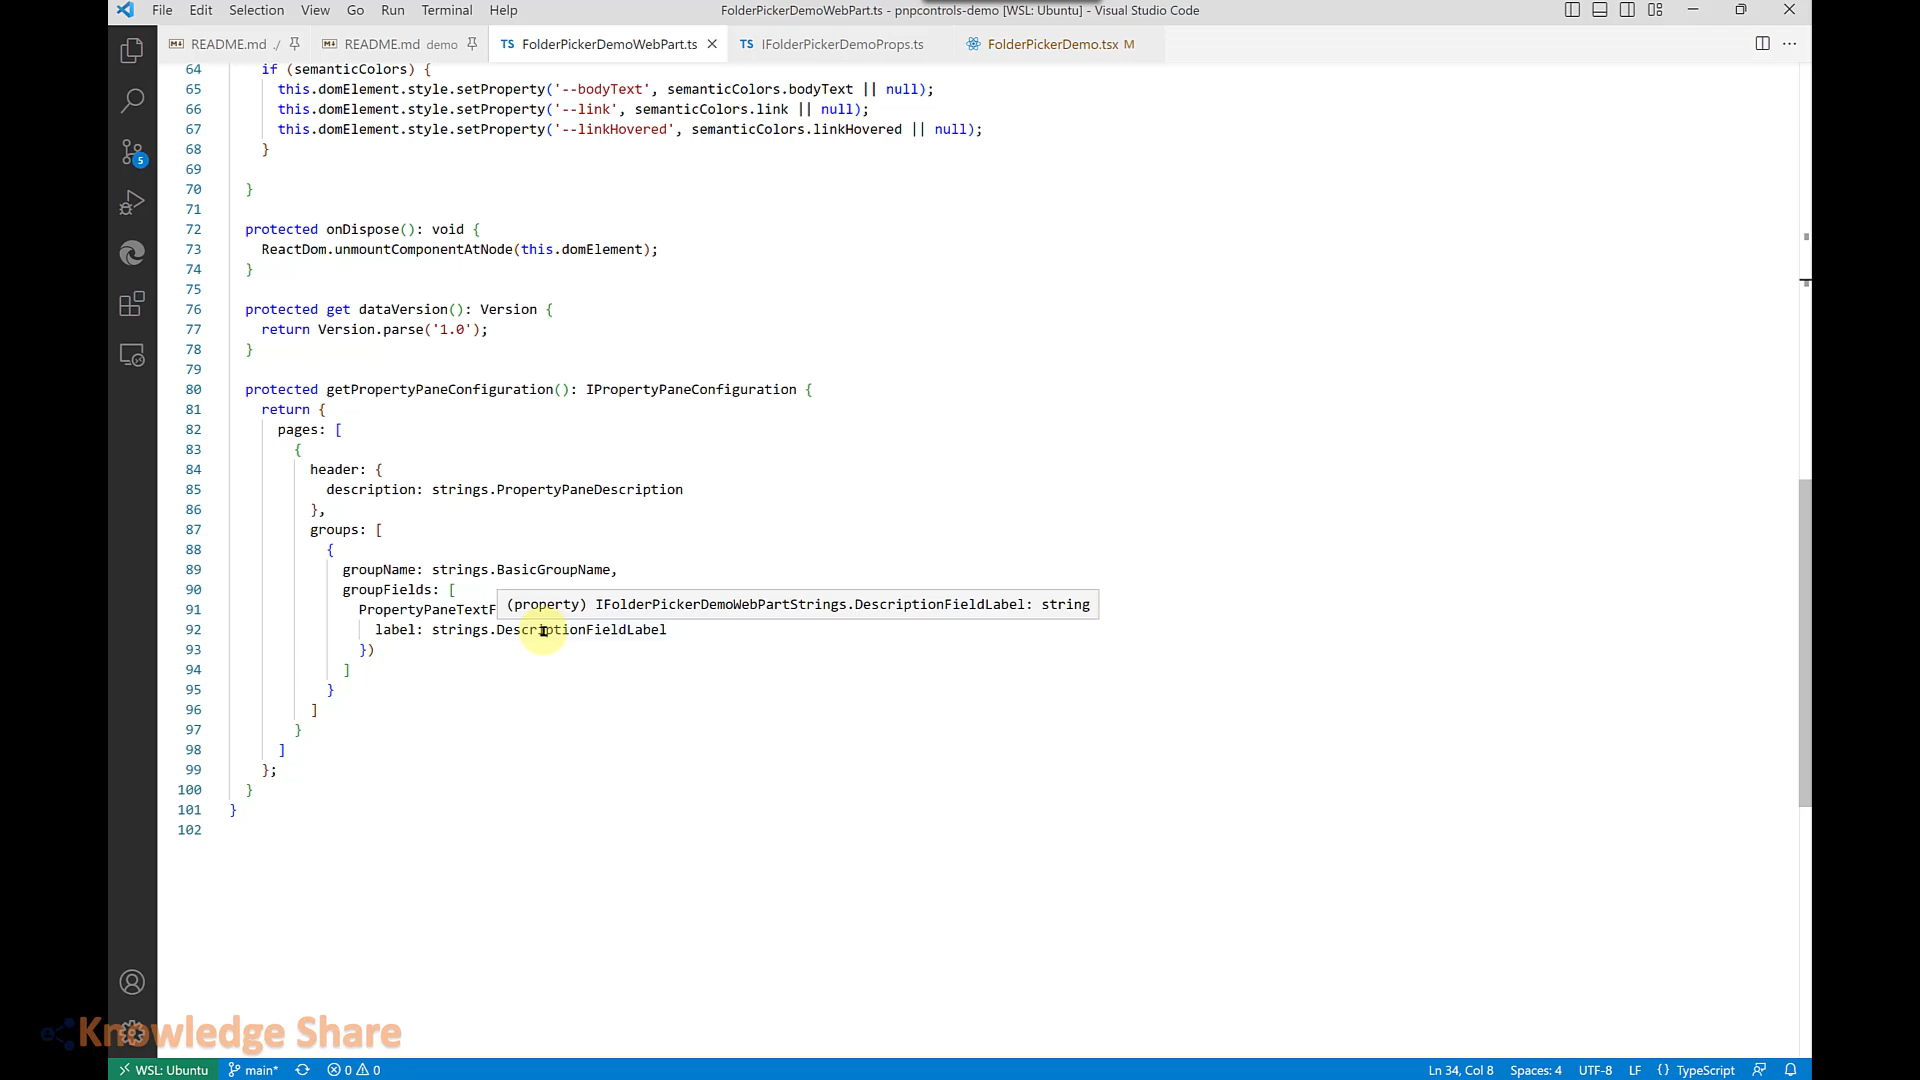 File Edit Selection View Go Run Terminal Help FolderPickerDemoWebPart.ts - pnpcontrols-demo [WSL: Ubuntu] - Visual Studio Code
README.md ./ README.md demo TS FolderPickerDemoWebPart.ts TS IFolderPickerDemoProps.ts FolderPickerDemo.tsx M
64 if (semanticColors) {
65 this.domElement.style.setProperty('--bodyText', semanticColors.bodyText || null);
66 this.domElement.style.setProperty('--link', semanticColors.link || null);
67 this.domElement.style.setProperty('--linkHovered', semanticColors.linkHovered || null);
68 }
69
70 }
71
72 protected onDispose(): void {
73 ReactDom.unmountComponentAtNode(this.domElement);
74 }
75
76 protected get dataVersion(): Version {
77 return Version.parse('1.0');
78 }
79
80 protected getPropertyPaneConfiguration(): IPropertyPaneConfiguration {
81 return {
82 pages: [
83 {
84 header: {
85 description: strings.PropertyPaneDescription
86 },
87 groups: [
88 {
89 groupName: strings.BasicGroupName,
90 groupFields: [
91 PropertyPaneTextF
(property) IFolderPickerDemoWebPartStrings.DescriptionFieldLabel: string
92 label: strings.DescriptionFieldLabel
93 })
94 ]
95 }
96 ]
97 }
98 ]
99 };
100 }
101 }
102
5
Knowledge Share
WSL: Ubuntu main* 0 0 Ln 34, Col 8 Spaces: 4 UTF-8 LF {} TypeScript